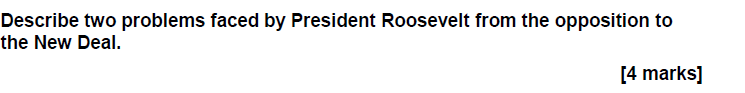 Describe two problems faced by President Roosevelt from the opposition to
the New Deal.
[4 marks]